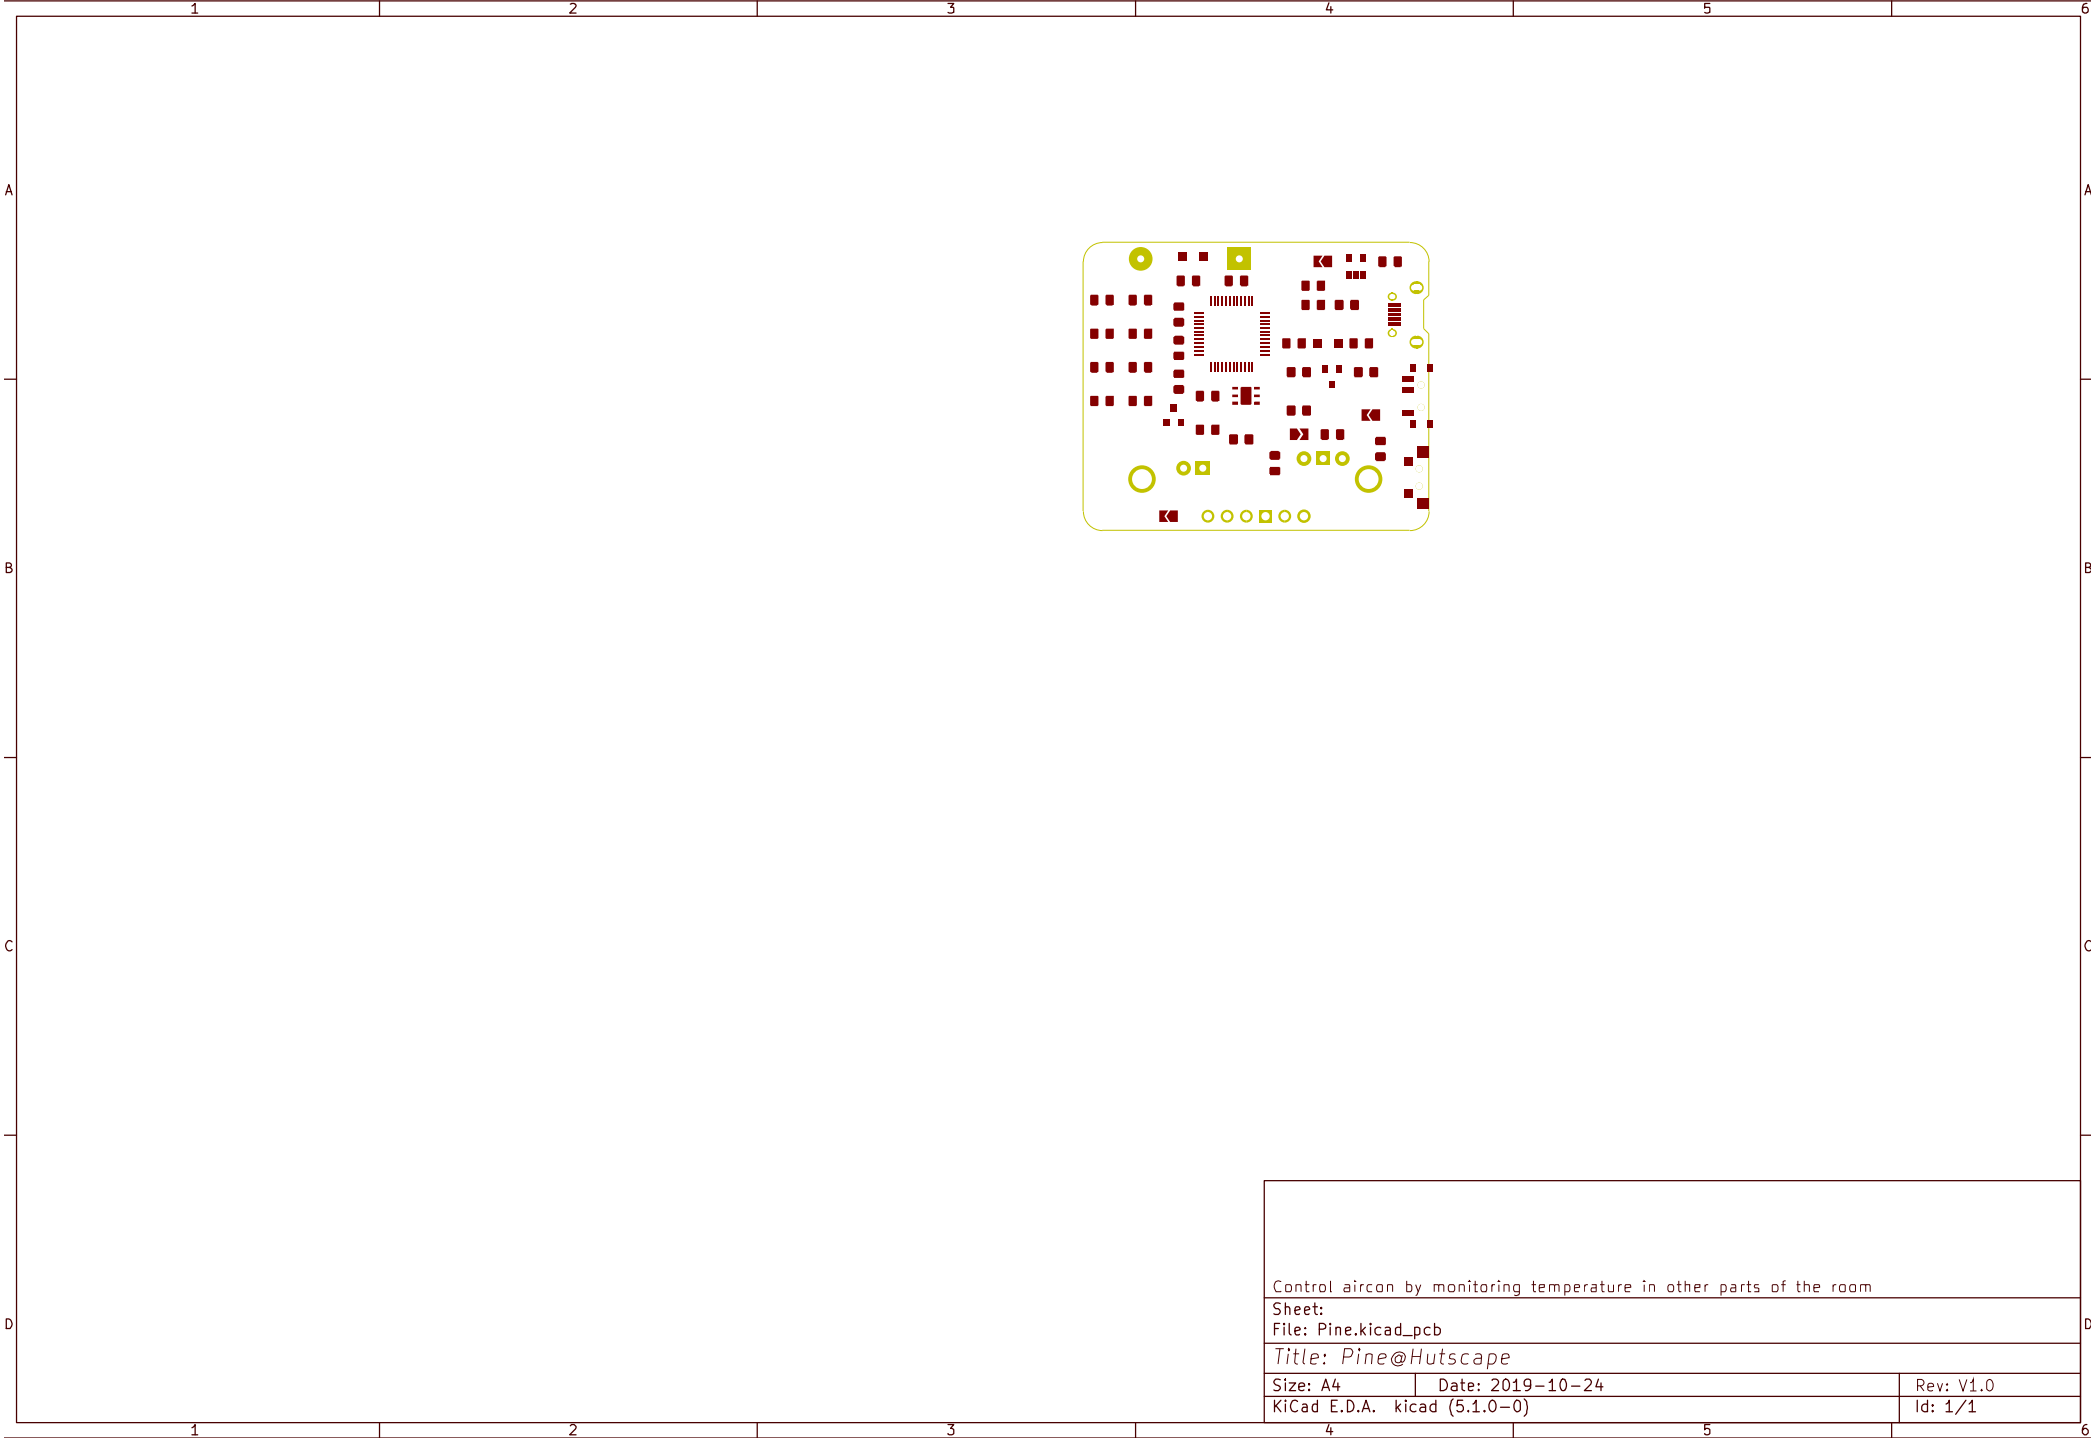 1 2 3 4 5 6
A A
B B
C C
D D
Control aircon by monitoring temperature in other parts of the room
Sheet:
File: Pine.kicad_pcb
Title: Pine@Hutscape
Size: A4 Date: 2019-10-24 Rev: V1.0
KiCad E.D.A. kicad (5.1.0-0) Id: 1/1
1 2 3 4 5 6